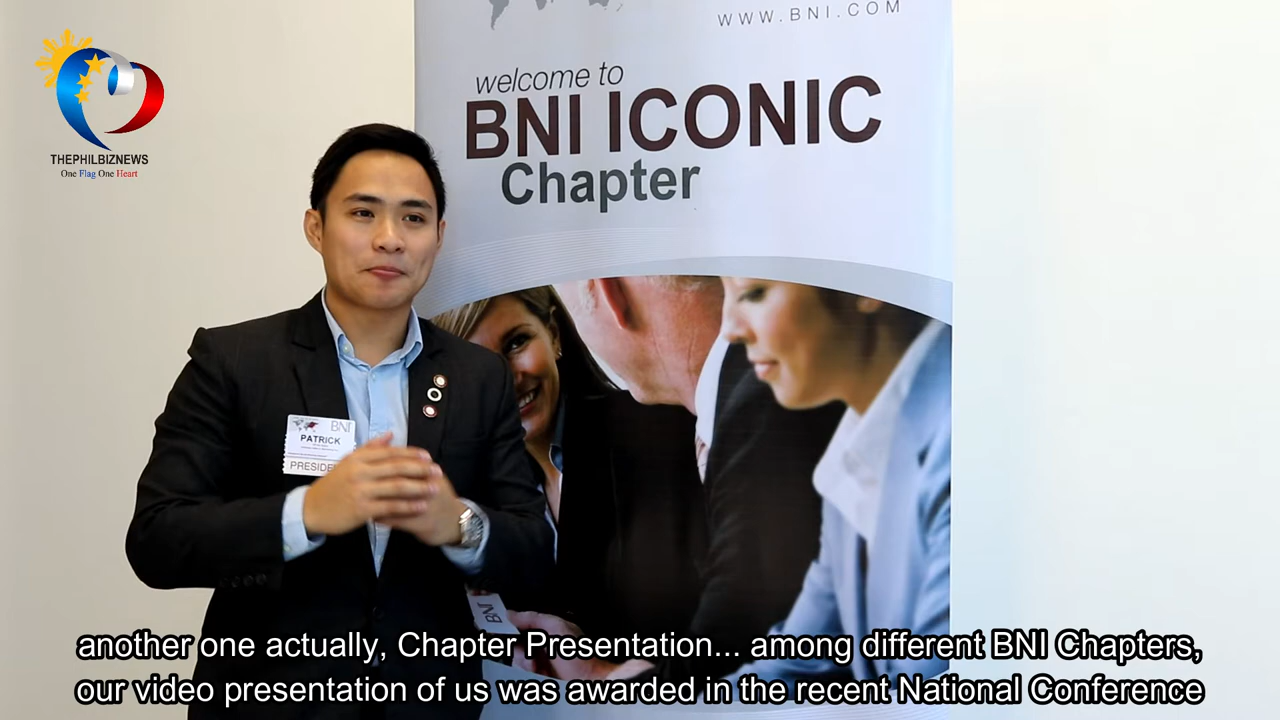 WWW.BNI.COM
welcome to
BNI ICONIC
Chapter
THEPHILBIZNEWS
One Flag One Heart
BNI
PATRICK
BNI
another one actually, Chapter Presentation... among different BNI Chapters,
our video presentation of us was awarded in the recent National Conference